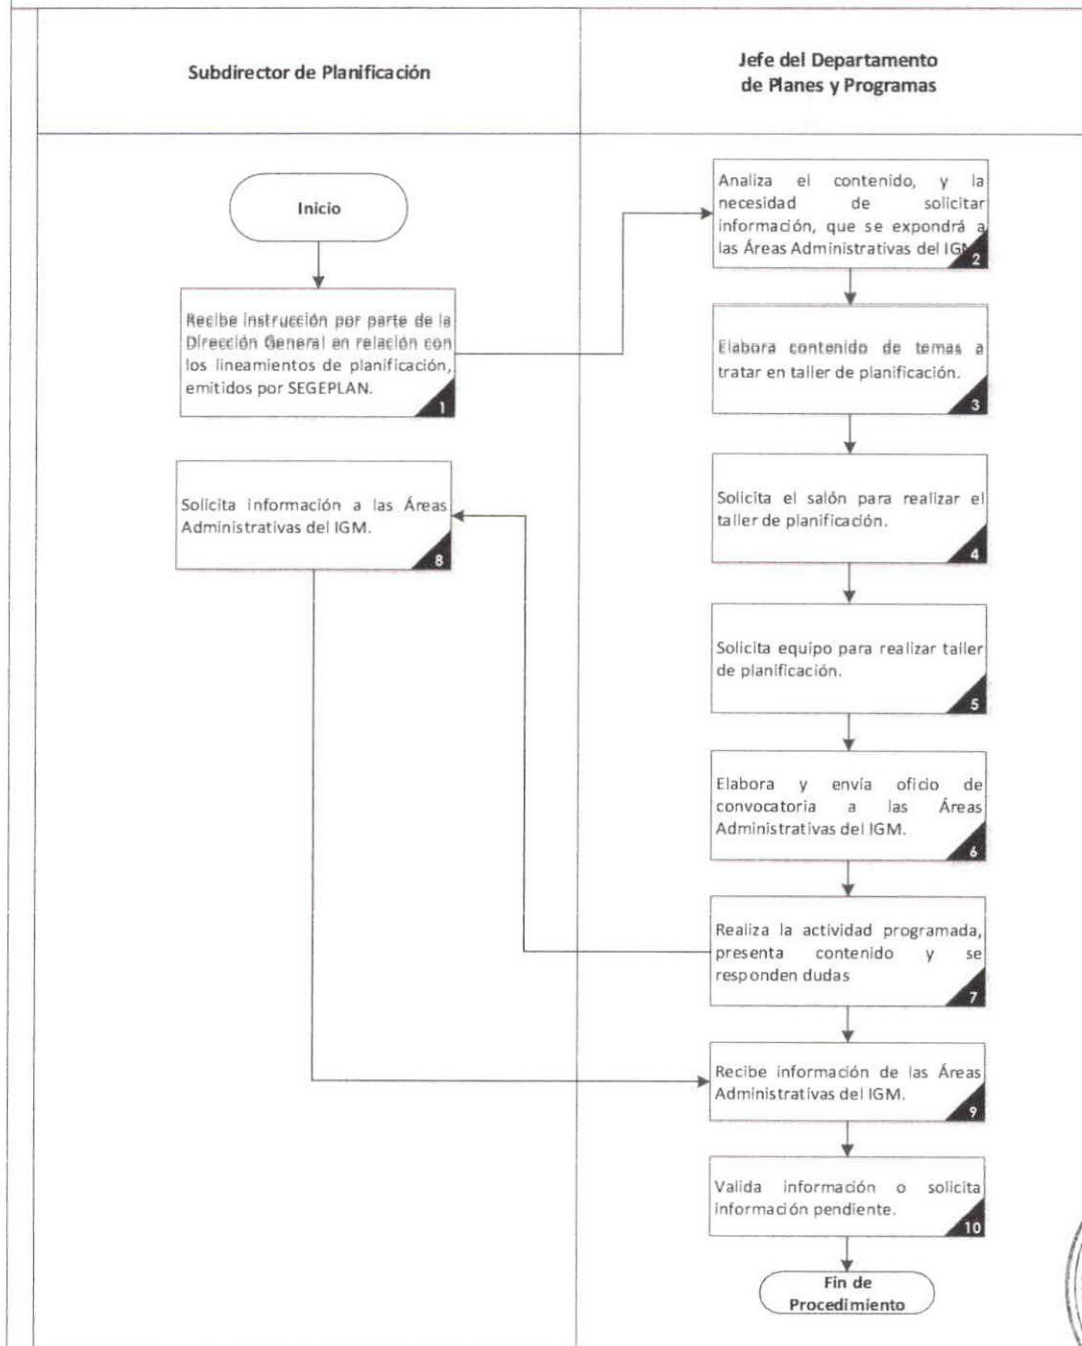 Subdirector de Planificación
Jefe del Departamento
de Planes y Programas
Inicio
Recibe instrucción por parte de la
Dirección General en relación con
los lineamientos de planificación,
emitidos por SEGEPLAN.
1
Analiza el contenido, y la
necesidad de solicitar
información, que se expondrá a
las Áreas Administrativas del IGM
2
Elabora contenido de temas a
tratar en taller de planificación.
3
Solicita el salón para realizar el
taller de planificación.
4
Solicita equipo para realizar taller
de planificación.
5
Elabora y envía oficio de
convocatoria a las Áreas
Administrativas del IGM.
6
Realiza la actividad programada,
presenta contenido y se
responden dudas
7
Solicita información a las Áreas
Administrativas del IGM.
8
Recibe información de las Áreas
Administrativas del IGM.
9
Valida información o solicita
información pendiente.
10
Fin de
Procedimiento